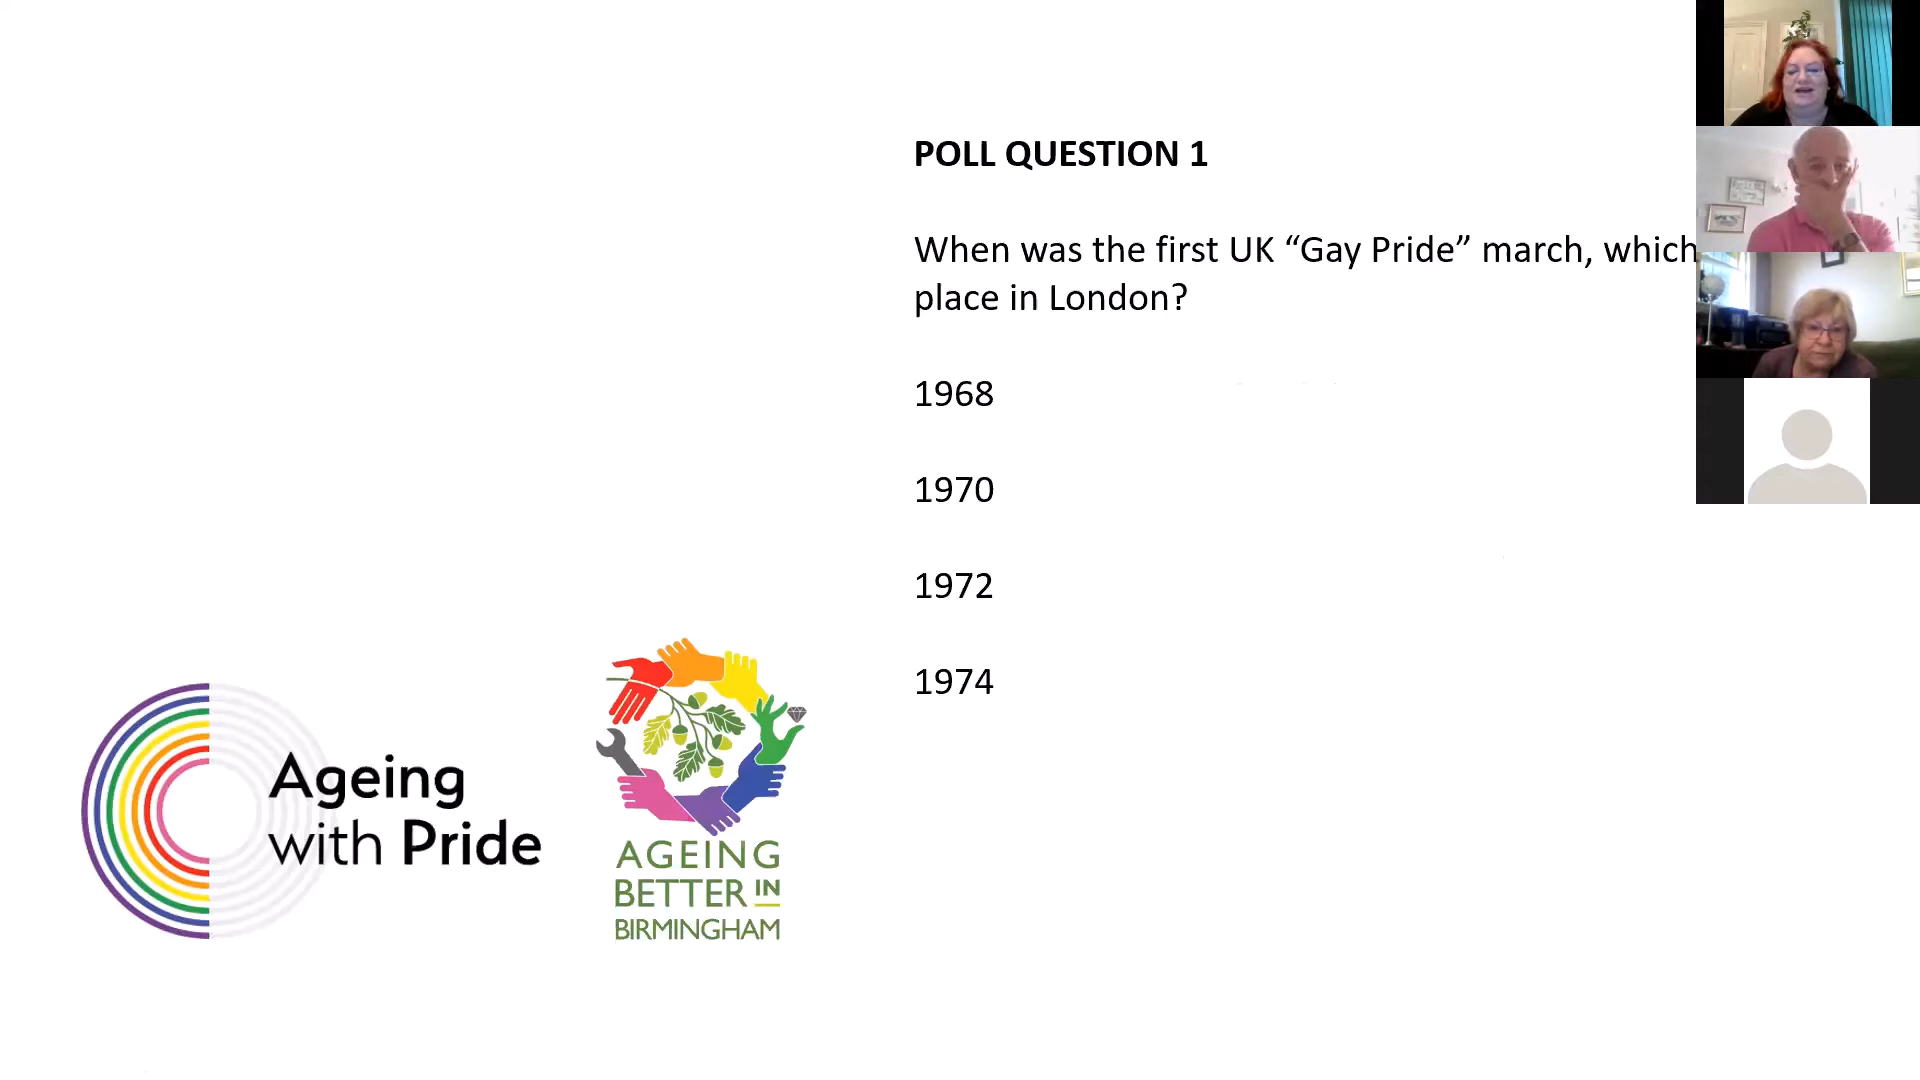 POLL QUESTION 1
When was the first UK “Gay Pride” march, which
place in London?
1968
1970
1972
1974
Ageing
with Pride
AGEING
BETTER IN
BIRMINGHAM